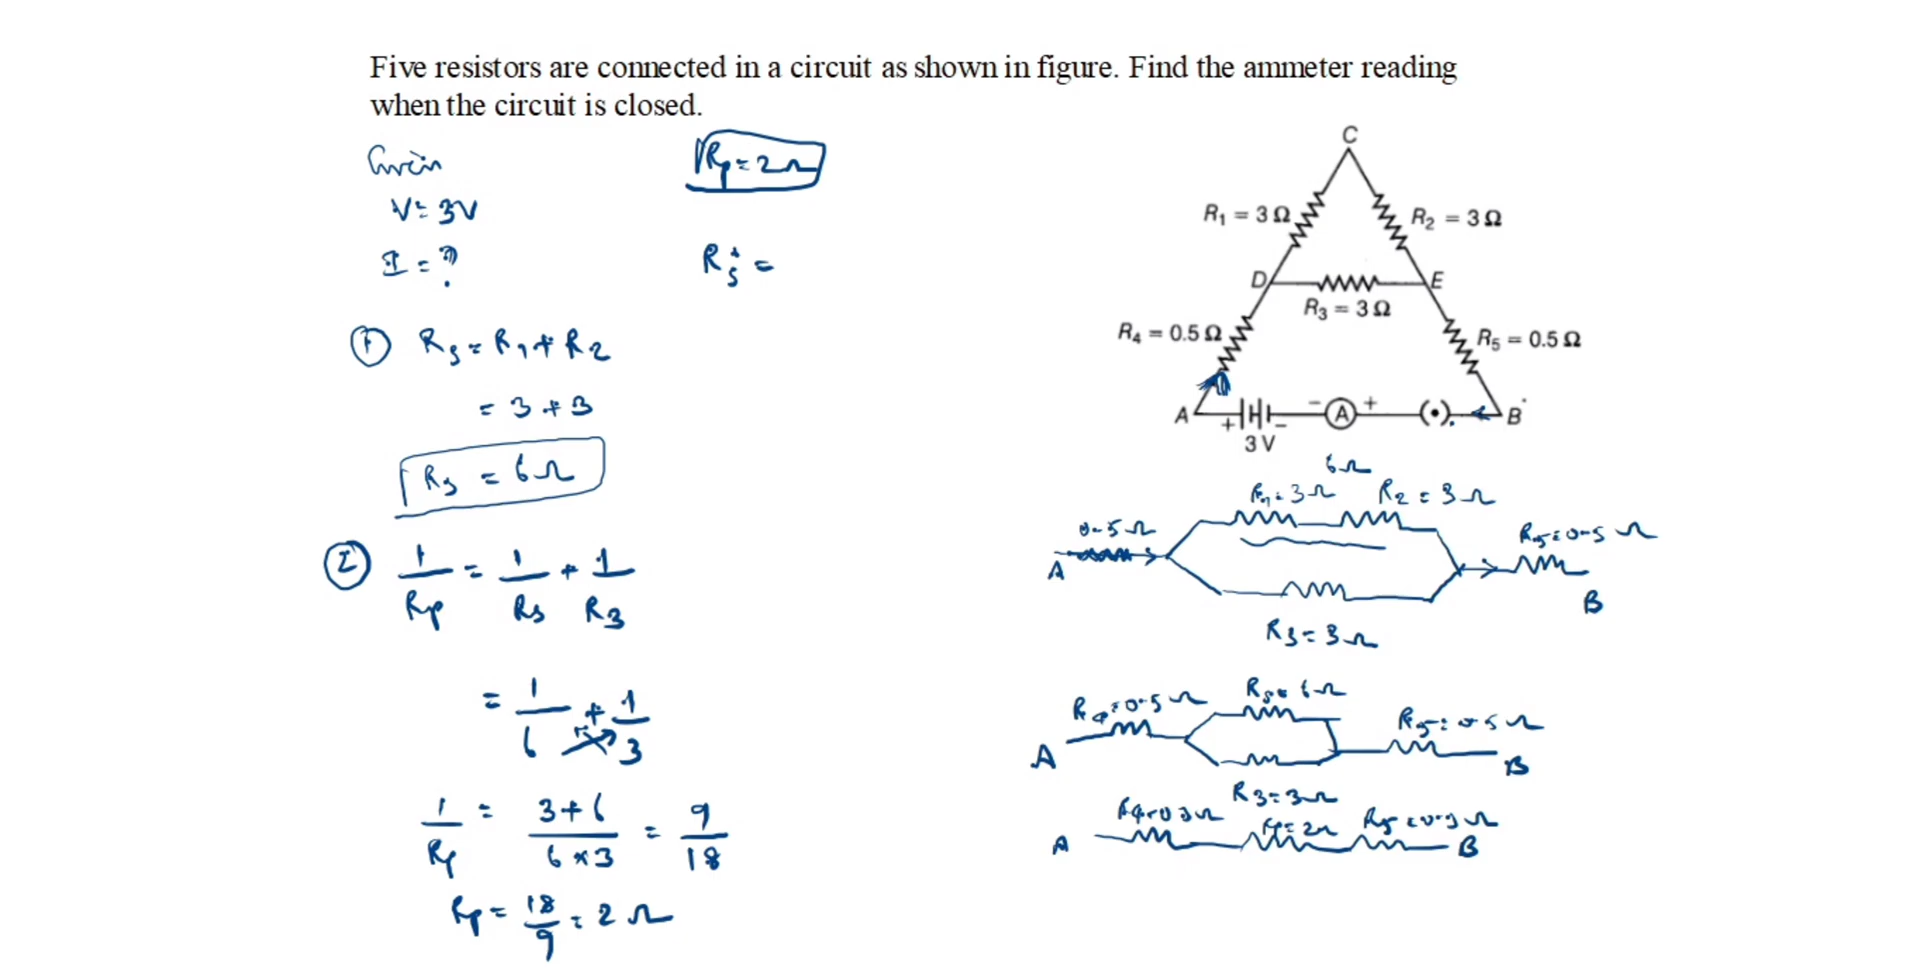 Five resistors are connected in a circuit as shown in figure. Find the ammeter reading
when the circuit is closed.
Given
V = 3V
I = ?
① Rs = R1 + R2
= 3 + 3
Rs = 6Ω
② 1/Rp = 1/Rs + 1/R3
= 1/6 + 1/3
1/Rp = 3+6/6×3 = 9/18
Rp = 18/9 = 2Ω
Rp = 2Ω
Rs =
C
R₁ = 3 Ω
R₂ = 3 Ω
D
E
R₃ = 3 Ω
R₄ = 0.5 Ω
R₅ = 0.5 Ω
A
+
−
3 V
−
A
+
(•)
B
6Ω
R1 = 3Ω R2 = 3Ω
0.5Ω
R5 = 0.5Ω
A
B
R3 = 3Ω
R4 = 0.5Ω
Rs = 6Ω
R5 = 0.5Ω
A
B
R3 = 3Ω
A
B